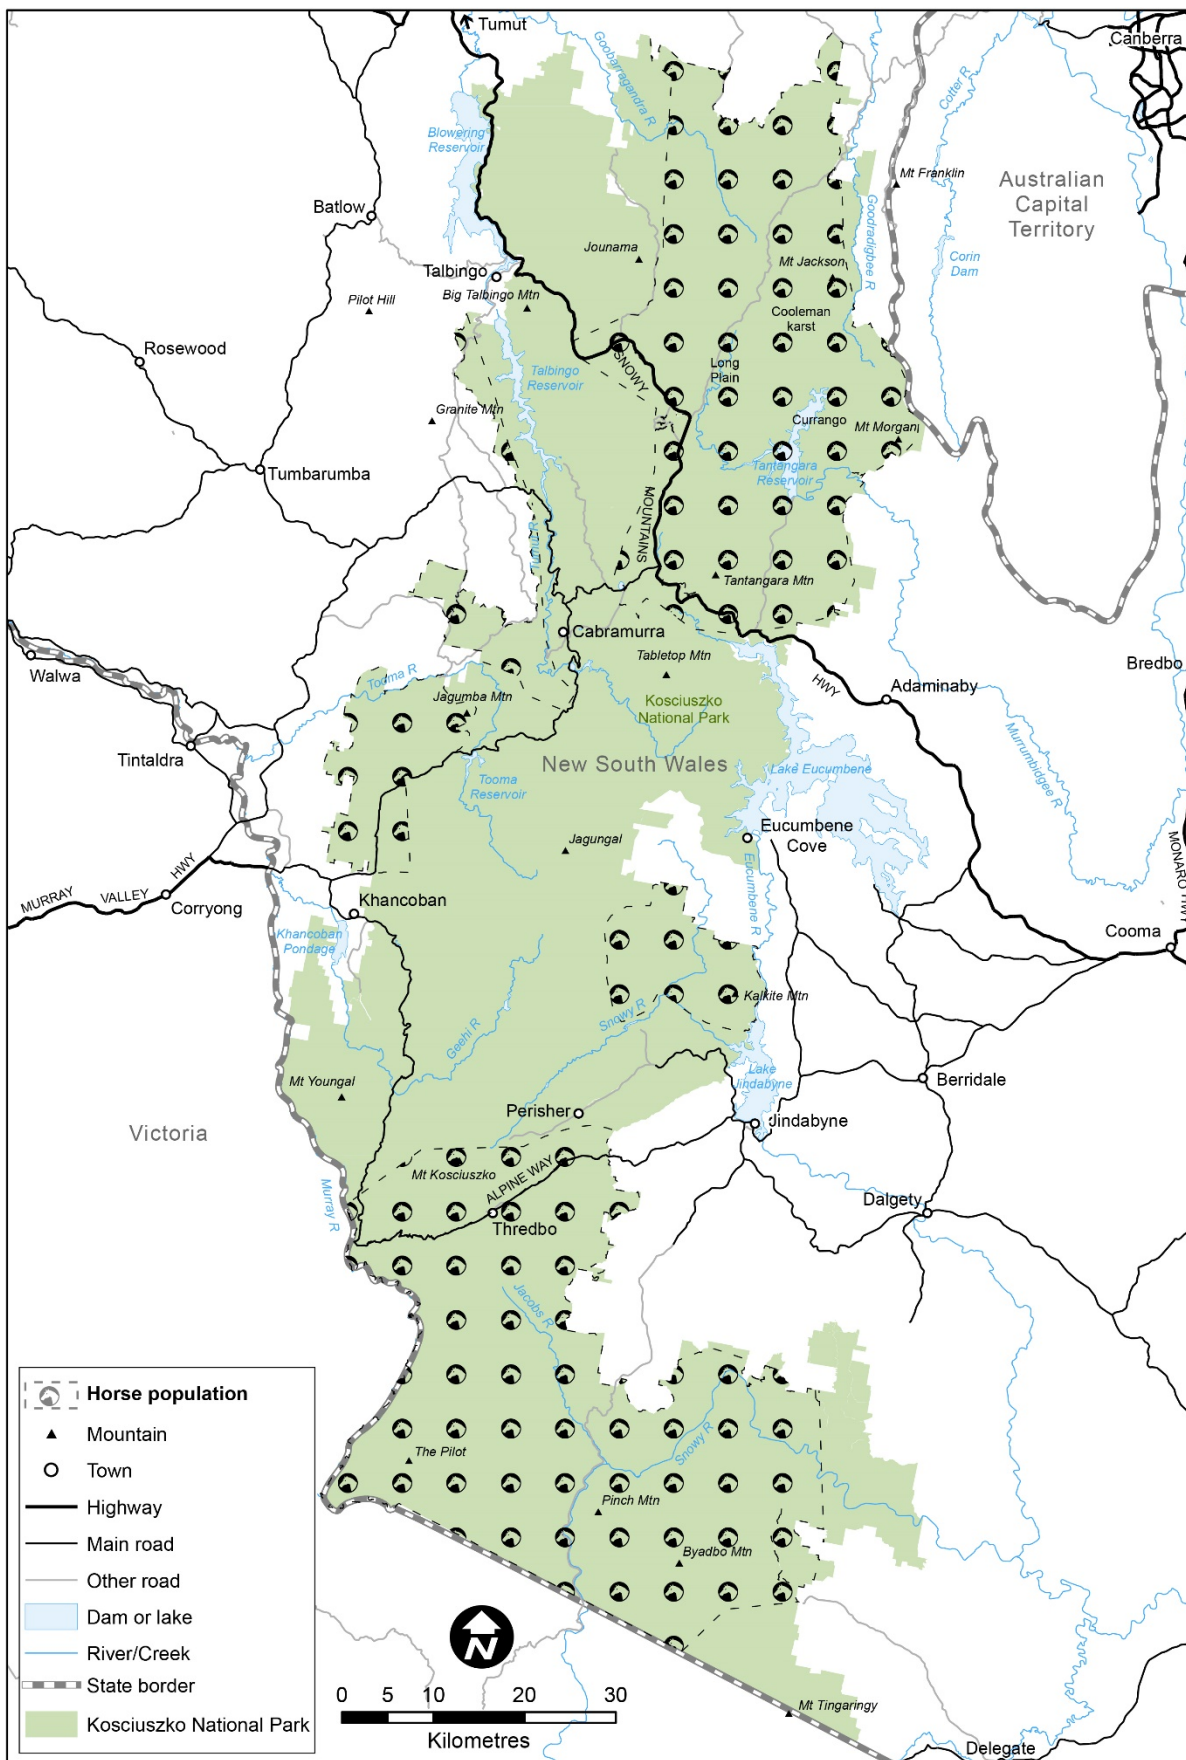 Tumut
Canberra
Goobarragandra R
Cotter R
Blowering
Reservoir
Mt Franklin
Australian
Capital
Territory
Batlow
Goodradigbee R
Jounama
Corin
Dam
Talbingo
Mt Jackson
Pilot Hill
Big Talbingo Mtn
Cooleman
karst
Rosewood
SNOWY
Long
Plain
Talbingo
Reservoir
Granite Mtn
Currango
Mt Morgan
Tumbarumba
Tantangara
Reservoir
MOUNTAINS
Tumut R
Tantangara Mtn
Cabramurra
Walwa
Tooma R
Tabletop Mtn
Bredbo
HWY
Adaminaby
Jagumba Mtn
Kosciuszko
National Park
Murrumbidgee R
Tintaldra
New South Wales
Lake Eucumbene
Tooma
Reservoir
Jagungal
Eucumbene
Cove
MONARO HWY
Eucumbene R
MURRAY
VALLEY
HWY
Corryong
Khancoban
Khancoban
Pondage
Cooma
Geehi R
Snowy R
Kalkite Mtn
Mt Youngal
Lake
Jindabyne
Berridale
Perisher
Jindabyne
Victoria
Mt Kosciuszko
ALPINE WAY
Murray R
Thredbo
Dalgety
Jacobs R
Horse population
Mountain
Town
Highway
Main road
Other road
Dam or lake
River/Creek
State border
Kosciuszko National Park
The Pilot
Snowy R
Pinch Mtn
Byadbo Mtn
N
0 5 10 20 30
Kilometres
Mt Tingaringy
Delegate